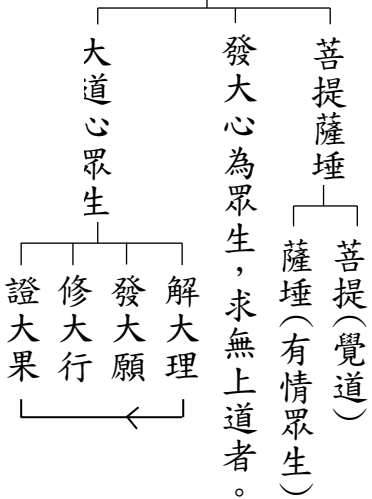 菩提薩埵
菩提(覺道)
薩埵(有情眾生)
發大心為眾生，求無上道者。
大道心眾生
解大理
發大願
修大行
證大果